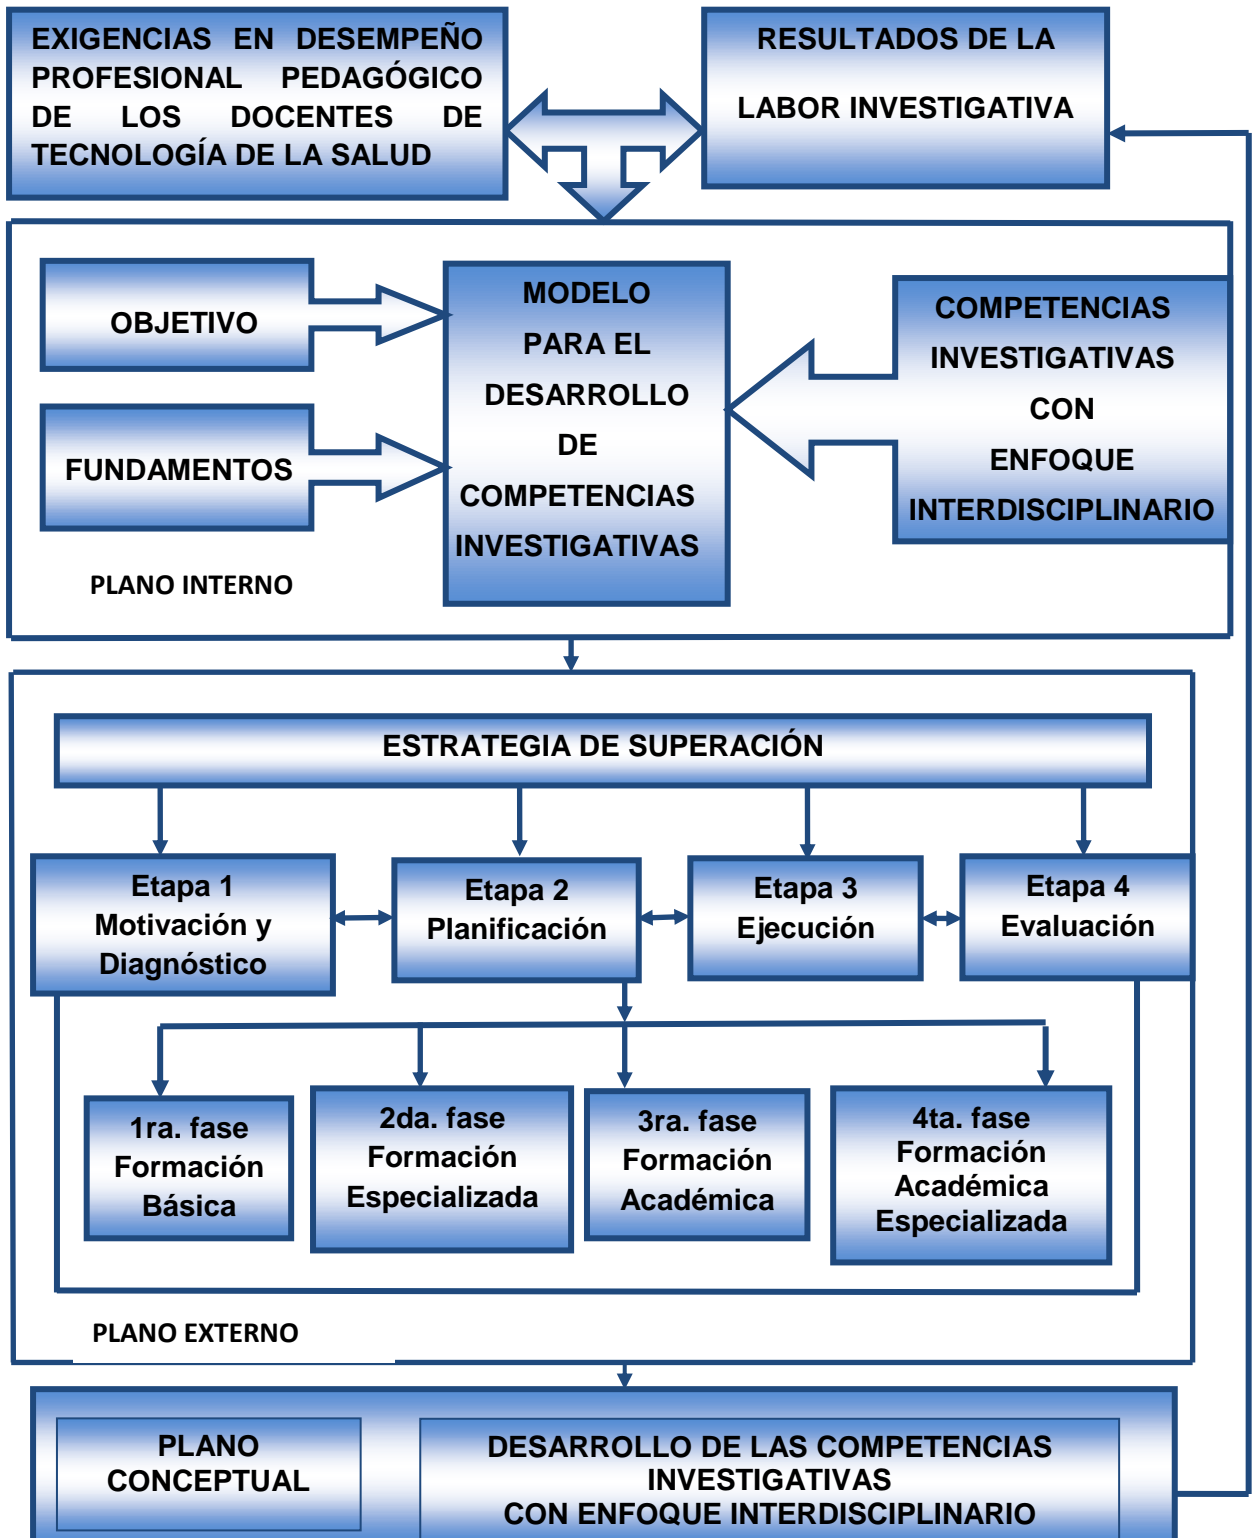 EXIGENCIAS EN DESEMPEÑO
PROFESIONAL PEDAGÓGICO
DE LOS DOCENTES DE
TECNOLOGÍA DE LA SALUD
RESULTADOS DE LA
LABOR INVESTIGATIVA
OBJETIVO
FUNDAMENTOS
MODELO
PARA EL
DESARROLLO
DE
COMPETENCIAS
INVESTIGATIVAS
COMPETENCIAS
INVESTIGATIVAS
CON
ENFOQUE
INTERDISCIPLINARIO
PLANO INTERNO
ESTRATEGIA DE SUPERACIÓN
Etapa 1
Motivación y
Diagnóstico
Etapa 2
Planificación
Etapa 3
Ejecución
Etapa 4
Evaluación
1ra. fase
Formación
Básica
2da. fase
Formación
Especializada
3ra. fase
Formación
Académica
4ta. fase
Formación
Académica
Especializada
PLANO EXTERNO
PLANO
CONCEPTUAL
DESARROLLO DE LAS COMPETENCIAS
INVESTIGATIVAS
CON ENFOQUE INTERDISCIPLINARIO